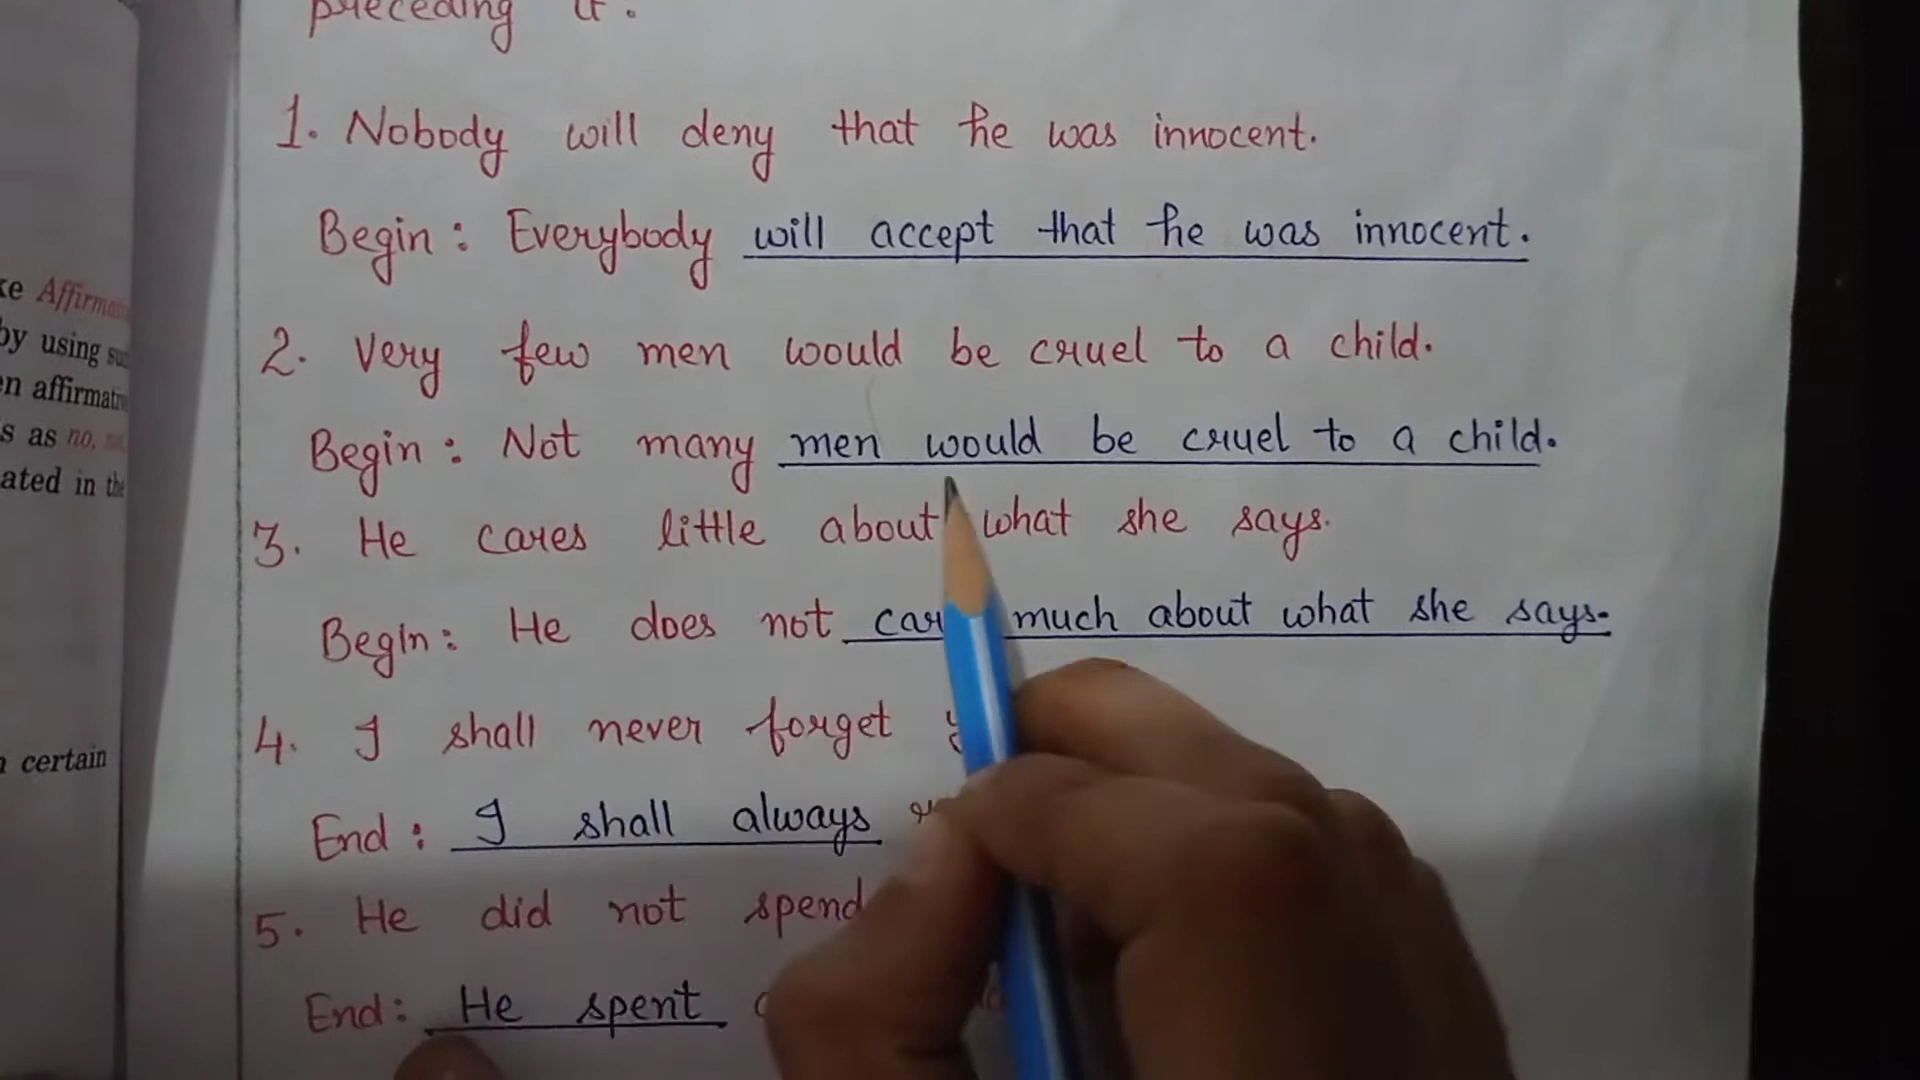 preceding it.
1. Nobody will deny that he was innocent.
Begin: Everybody will accept that he was innocent.
2. Very few men would be cruel to a child.
Begin: Not many men would be cruel to a child.
3. He cares little about what she says.
Begin: He does not much about what she says.
4. I shall never forget
End: I shall always
5. He did not spend
End: He spent
Affirmat
by using
affirmat
s as no,
ated in the
certain